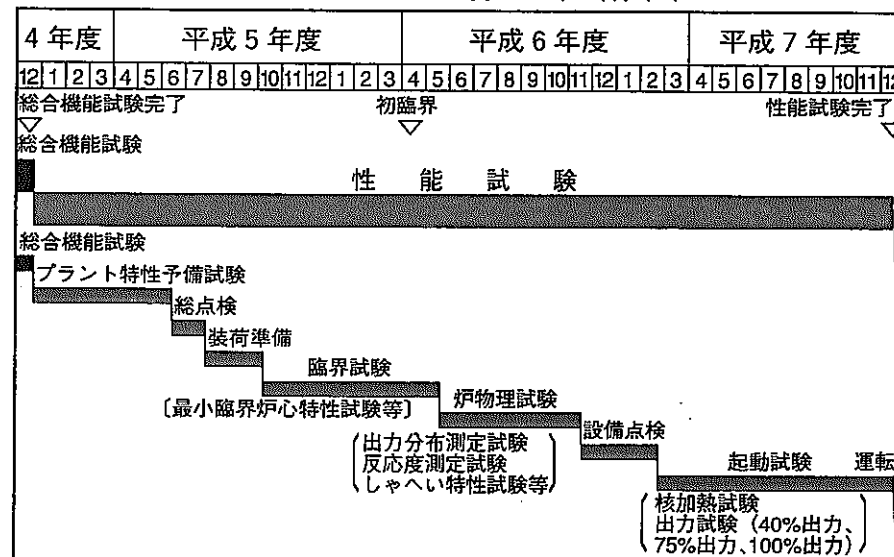 4年度 平成5年度 平成6年度 平成7年度
12 1 2 3 4 5 6 7 8 9 10 11 12 1 2 3 4 5 6 7 8 9 10 11 12 1 2 3 4 5 6 7 8 9 10 11 12
総合機能試験完了 初臨界 性能試験完了
総合機能試験
性能試験
総合機能試験
プラント特性予備試験
総点検
装荷準備
臨界試験
〔最小臨界炉心特性試験等〕
炉物理試験
(出力分布測定試験
反応度測定試験
しゃへい特性試験等)
設備点検
起動試験 運転
(核加熱試験
出力試験(40%出力、
75%出力、100%出力))